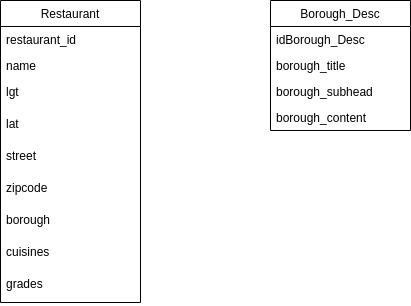 Restaurant
restaurant_id
name
lgt
lat
street
zipcode
borough
cuisines
grades
Borough_Desc
idBorough_Desc
borough_title
borough_subhead
borough_content